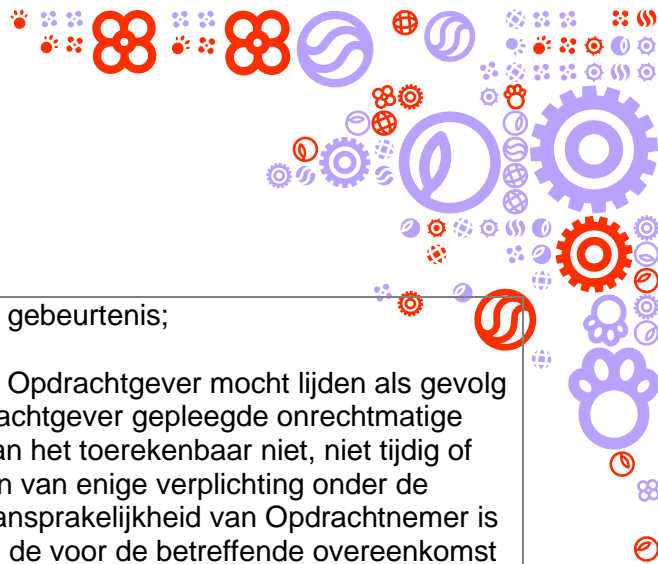 gebeurtenis;
Opdrachtgever mocht lijden als gevolg
achtgever gepleegde onrechtmatige
an het toerekenbaar niet, niet tijdig of
n van enige verplichting onder de
ansprakelijkheid van Opdrachtnemer is
de voor de betreffende overeenkomst